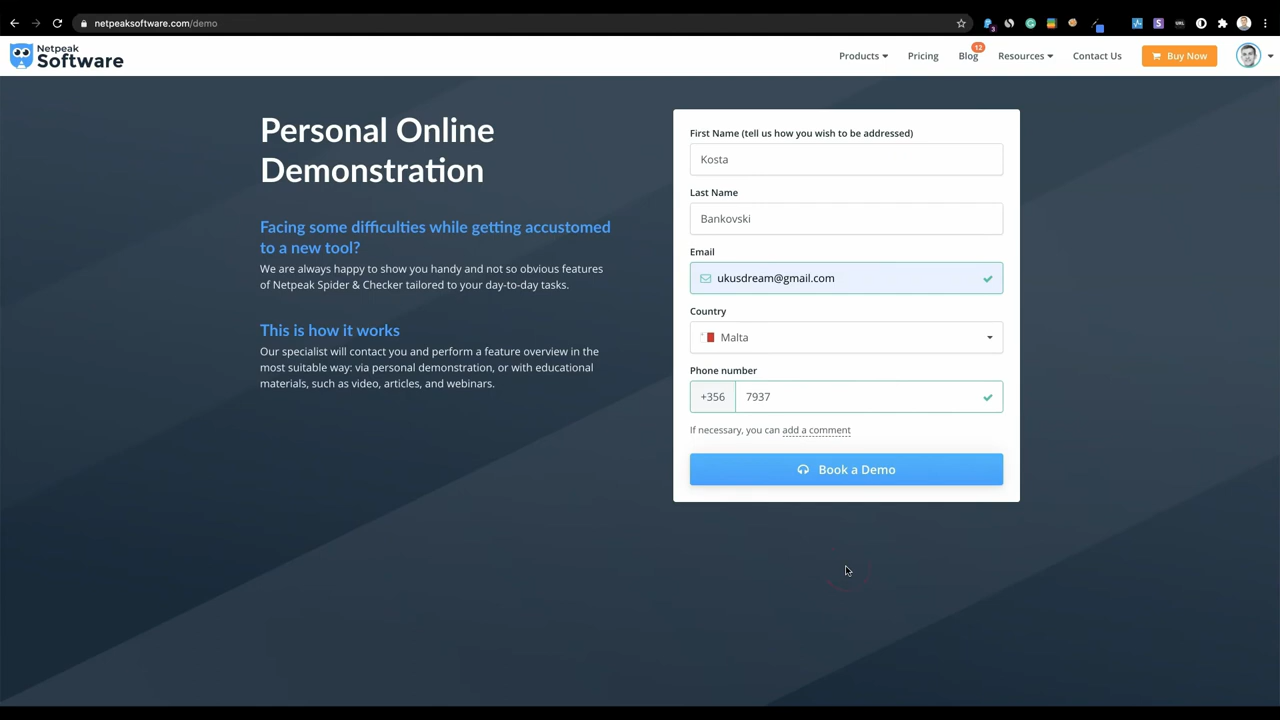 netpeaksoftware.com/demo
Netpeak
Software
Products
Pricing
Blog
12
Resources
Contact Us
Buy Now
Personal Online
Demonstration
Facing some difficulties while getting accustomed
to a new tool?
We are always happy to show you handy and not so obvious features
of Netpeak Spider & Checker tailored to your day-to-day tasks.
This is how it works
Our specialist will contact you and perform a feature overview in the
most suitable way: via personal demonstration, or with educational
materials, such as video, articles, and webinars.
First Name (tell us how you wish to be addressed)
Kosta
Last Name
Bankovski
Email
ukusdream@gmail.com
Country
Malta
Phone number
+356 7937
If necessary, you can add a comment
Book a Demo